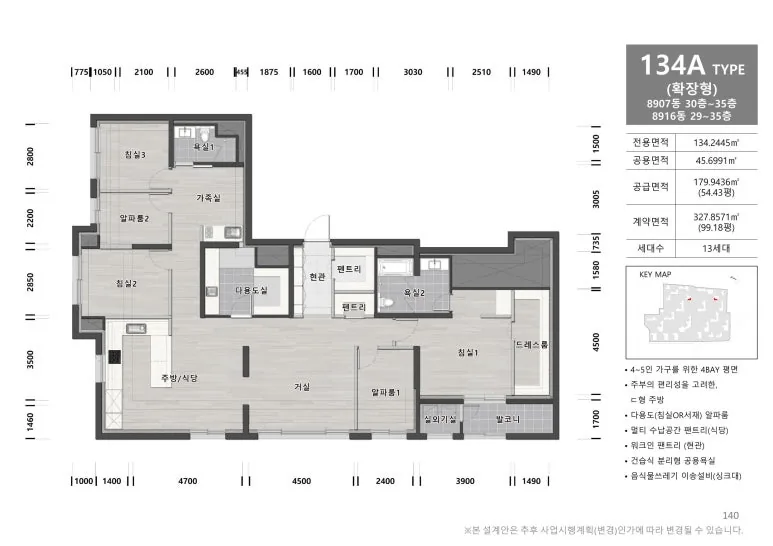 775 1050 2100 2600 455 1875 1600 1700 3030 2510 1490
134A TYPE
(확장형)
8907동 30층~35층
8916동 29~35층
전용면적 134.2445㎡
공용면적 45.6991㎡
공급면적 179.9436㎡
(54.43평)
계약면적 327.8571㎡
(99.18평)
세대수 13세대
KEY MAP
2800
2200
2850
3500
1460
1500
3005
735
1580
4500
1700
침실3
욕실1
가족실
알파룸2
침실2
다용도실
현관
펜트리
펜트리
욕실2
주방/식당
거실
알파룸1
침실1
드레스룸
실외기실
발코니
1000 1400 4700 4500 2400 3900 1490
• 4~5인 가구를 위한 4BAY 평면
• 주부의 편리성을 고려한,
ㄷ형 주방
• 다용도(침실OR서재) 알파룸
• 멀티 수납공간 팬트리(식당)
• 워크인 팬트리 (현관)
• 건습식 분리형 공용욕실
• 음식물쓰레기 이송설비(싱크대)
140
※본 설계안은 추후 사업시행계획(변경)인가에 따라 변경될 수 있습니다.